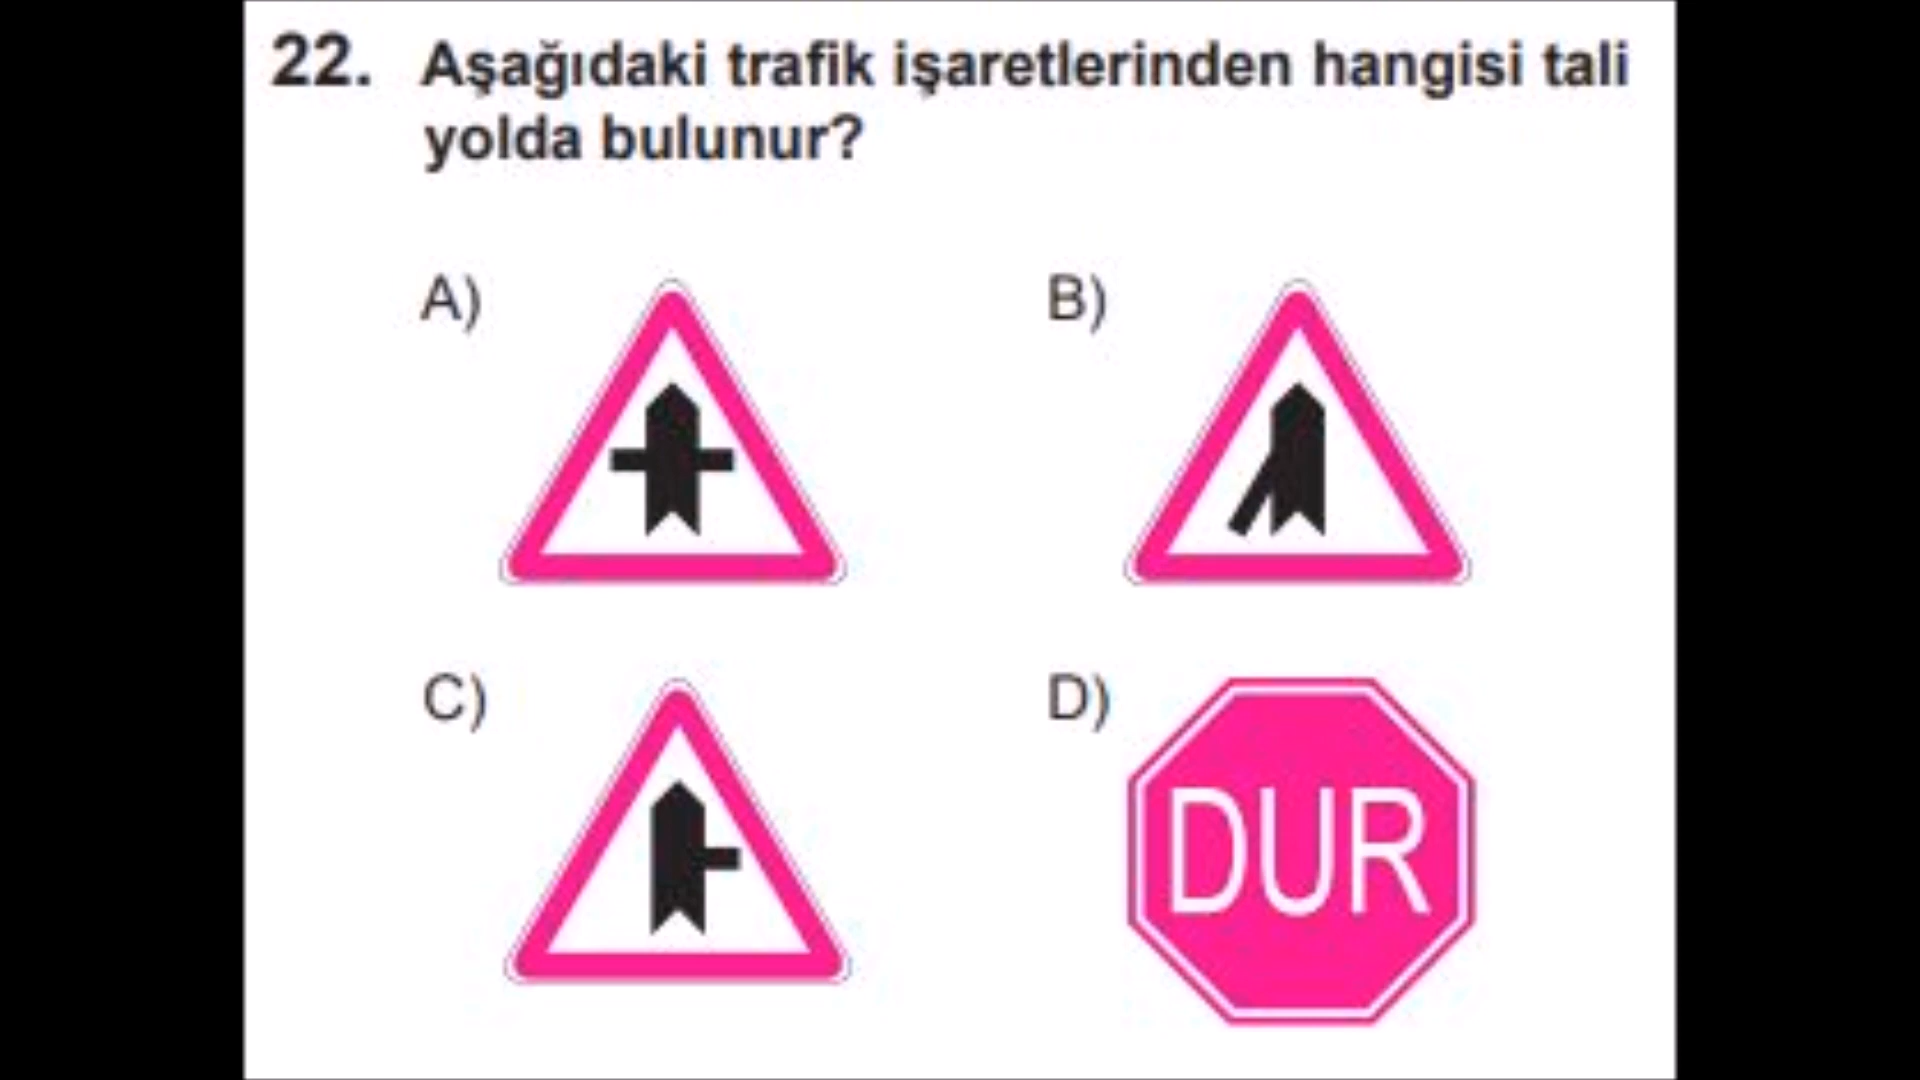 22. Aşağıdaki trafik işaretlerinden hangisi tali
yolda bulunur?
A)
B)
C)
D)
DUR